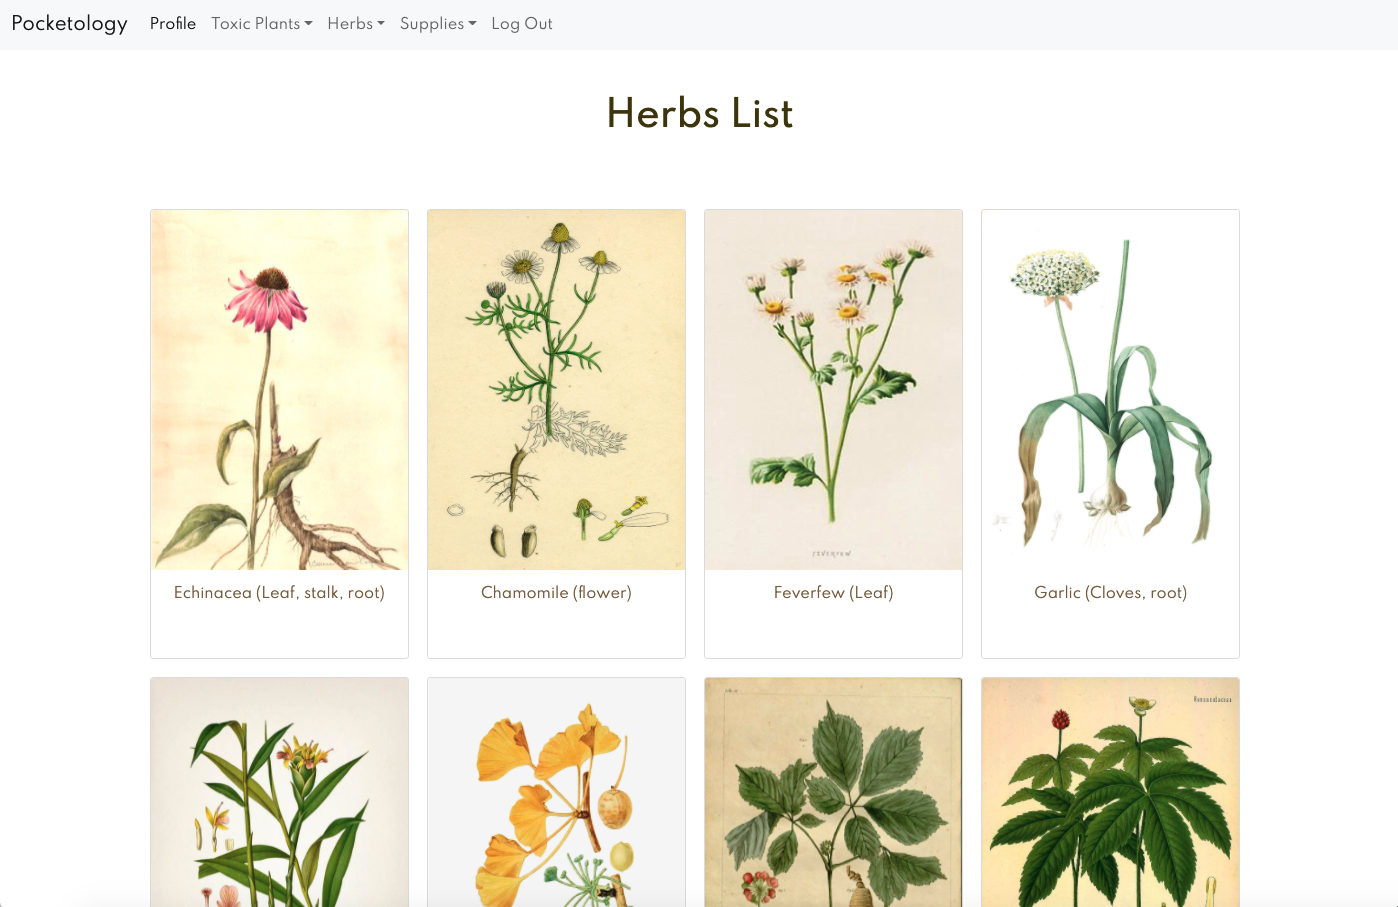 Pocketology Profile Toxic Plants Herbs Supplies Log Out
Herbs List
FEVERFEW
Echinacea (Leaf, stalk, root)
Chamomile (flower)
Feverfew (Leaf)
Garlic (Cloves, root)